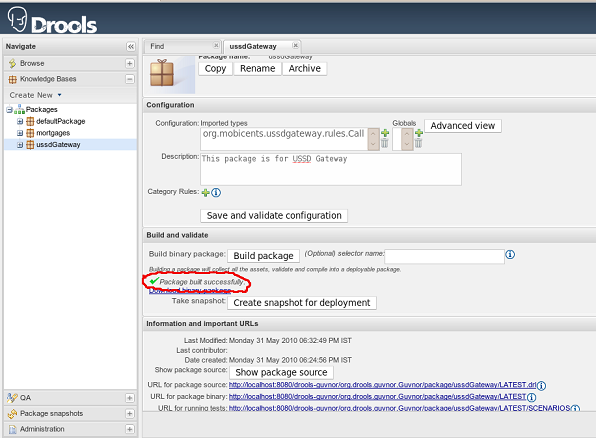 Drools
Navigate
Browse
Knowledge Bases
Create New
Packages
defaultPackage
mortgages
ussdGateway
QA
Package snapshots
Administration
Find
ussdGateway
Package name: ussdGateway
Copy Rename Archive
Configuration
Configuration: Imported types Globals Advanced view
org.mobicents.ussdgateway.rules.Call
Description: This package is for USSD Gateway
Category Rules:
Save and validate configuration
Build and validate
Build binary package: Build package (Optional) selector name:
Building a package will collect all the assets, validate and compile into a deployable package.
Package built successfully.
Download binary package
Take snapshot: Create snapshot for deployment
Information and important URLs
Last Modified: Monday 31 May 2010 06:32:49 PM IST
Last contributor:
Date created: Monday 31 May 2010 06:24:56 PM IST
Show package source: Show package source
URL for package source: http://localhost:8080/drools-guvnor/org.drools.guvnor.Guvnor/package/ussdGateway/LATEST.drl
URL for package binary: http://localhost:8080/drools-guvnor/org.drools.guvnor.Guvnor/package/ussdGateway/LATEST
URL for running tests: http://localhost:8080/drools-guvnor/org.drools.guvnor.Guvnor/package/ussdGateway/LATEST/SCENARIOS